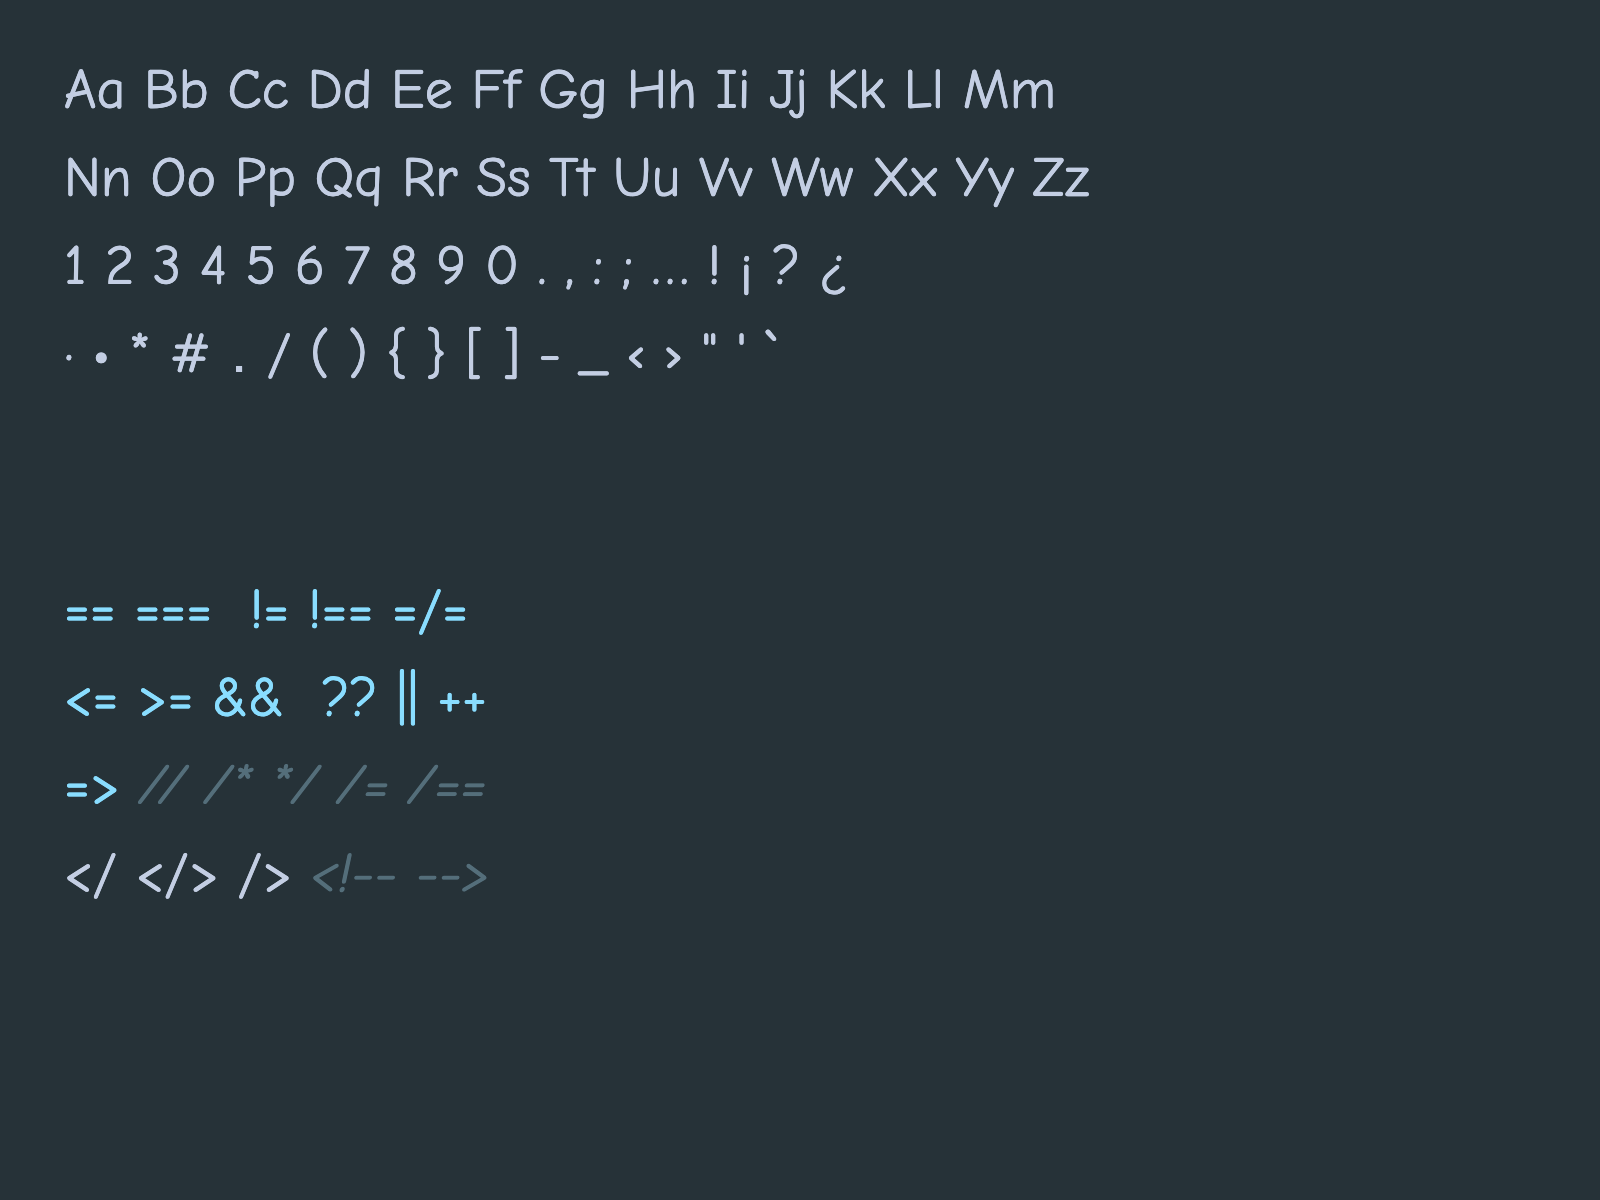 Aa Bb Cc Dd Ee Ff Gg Hh Ii Jj Kk Ll Mm
Nn Oo Pp Qq Rr Ss Tt Uu Vv Ww Xx Yy Zz
1 2 3 4 5 6 7 8 9 0 . , : ; … ! ¡ ? ¿
· • * # . / ( ) { } [ ] - _ ‹ › " ' `
== === != !== =/=
<= >= && ?? || ++
=> // /* */ /= /==
</ </> /> <!-- -->